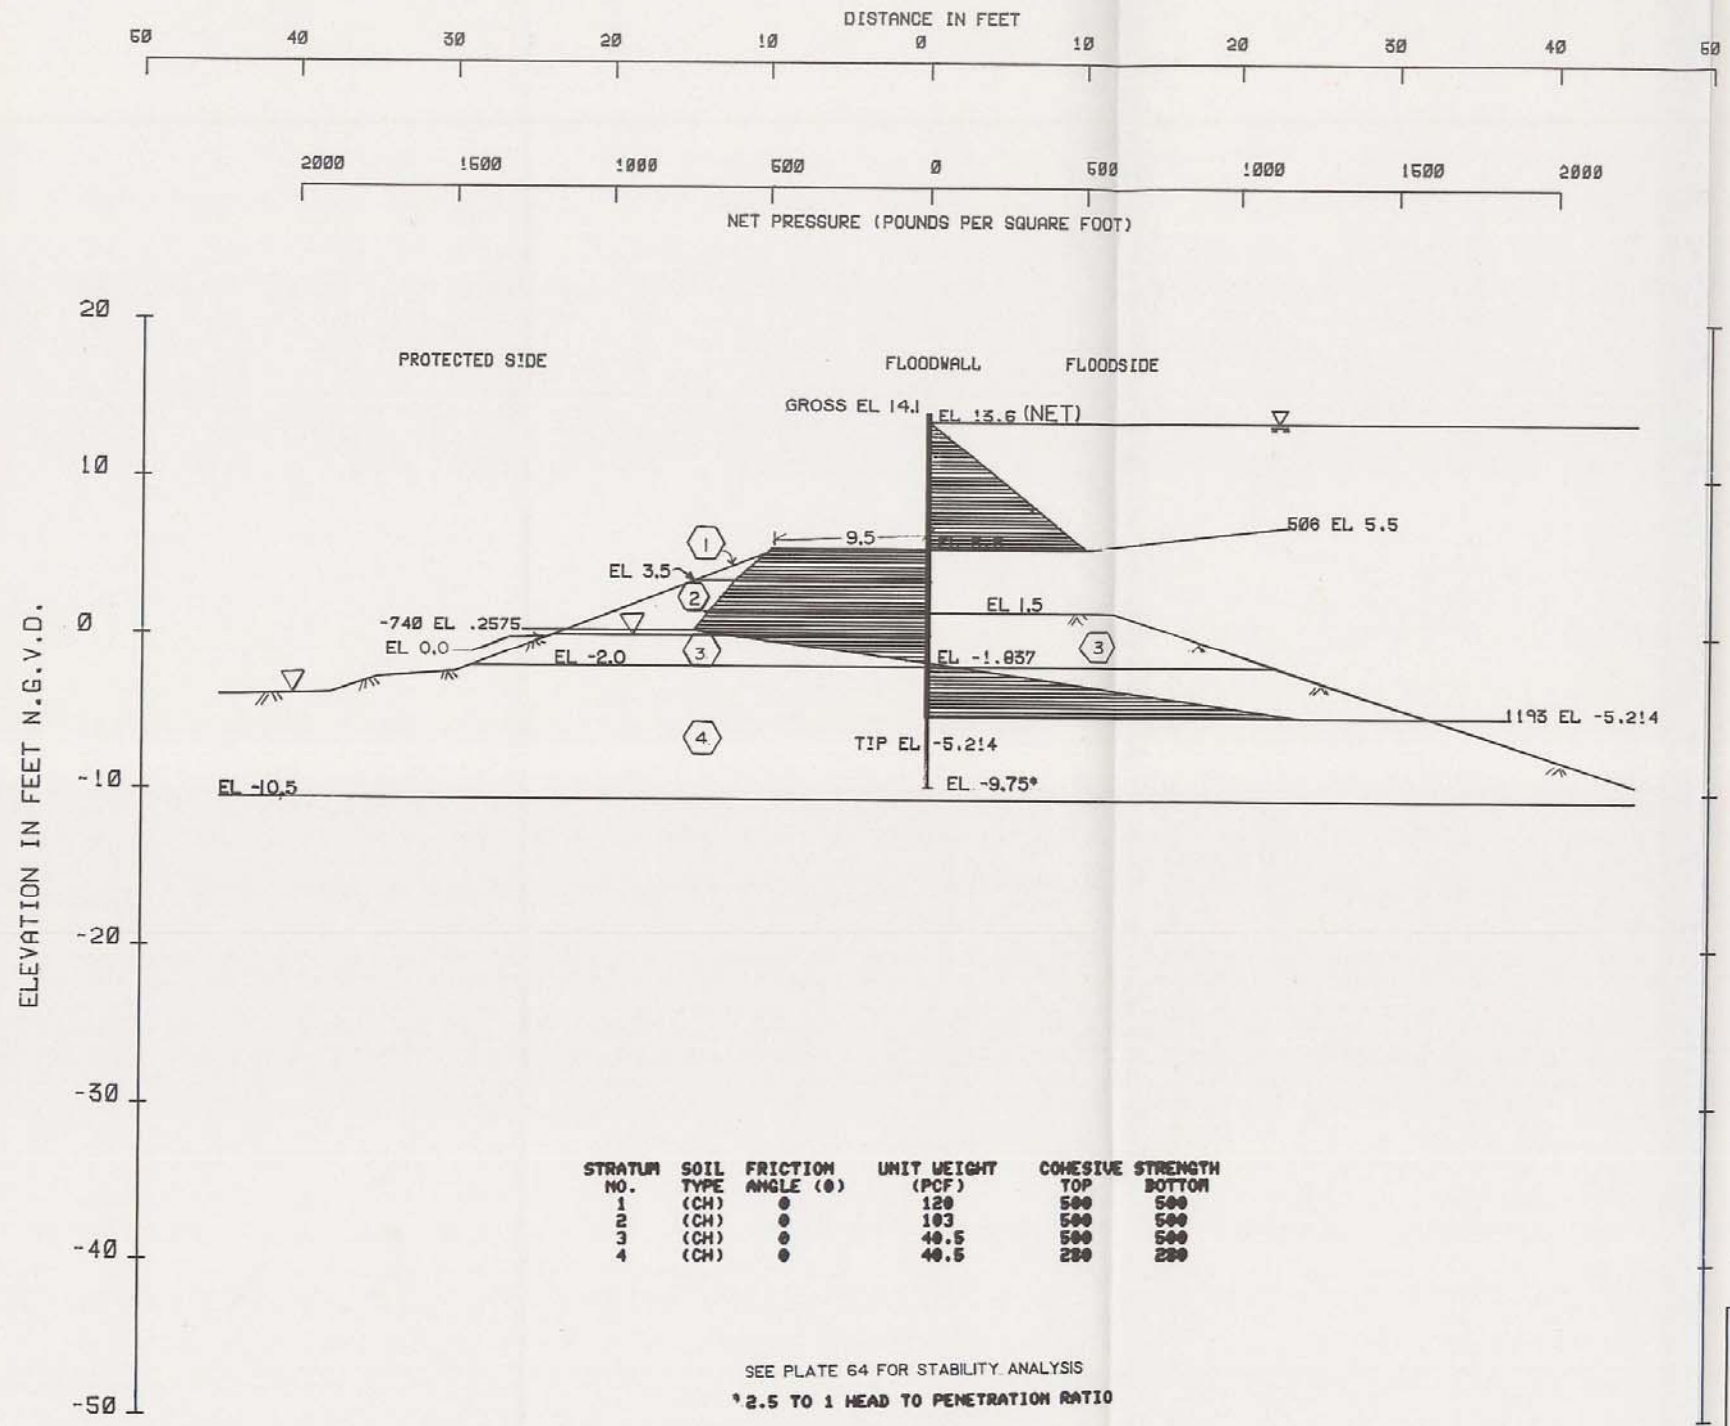 DISTANCE IN FEET
50 40 30 20 10 0 10 20 30 40 50
2000 1500 1000 500 0 500 1000 1500 2000
NET PRESSURE (POUNDS PER SQUARE FOOT)
20
PROTECTED SIDE FLOODWALL FLOODSIDE
GROSS EL 14.1 EL 13.6 (NET)
10
506 EL 5.5
1 9.5
EL 3.5
2
EL 1.5
0
-740 EL .2575
EL 0.0
3 3
EL -2.0 EL -1.837
1193 EL -5.214
4
TIP EL -5.214
-10
EL -10.5 EL -9.75*
ELEVATION IN FEET N.G.V.D.
-20
-30
-40
-50
STRATUM SOIL FRICTION UNIT WEIGHT COHESIVE STRENGTH
NO. TYPE ANGLE (0) (PCF) TOP BOTTOM
1 (CH) 0 120 500 500
2 (CH) 0 103 500 500
3 (CH) 0 40.5 500 500
4 (CH) 0 40.5 280 280
SEE PLATE 64 FOR STABILITY ANALYSIS
*2.5 TO 1 HEAD TO PENETRATION RATIO